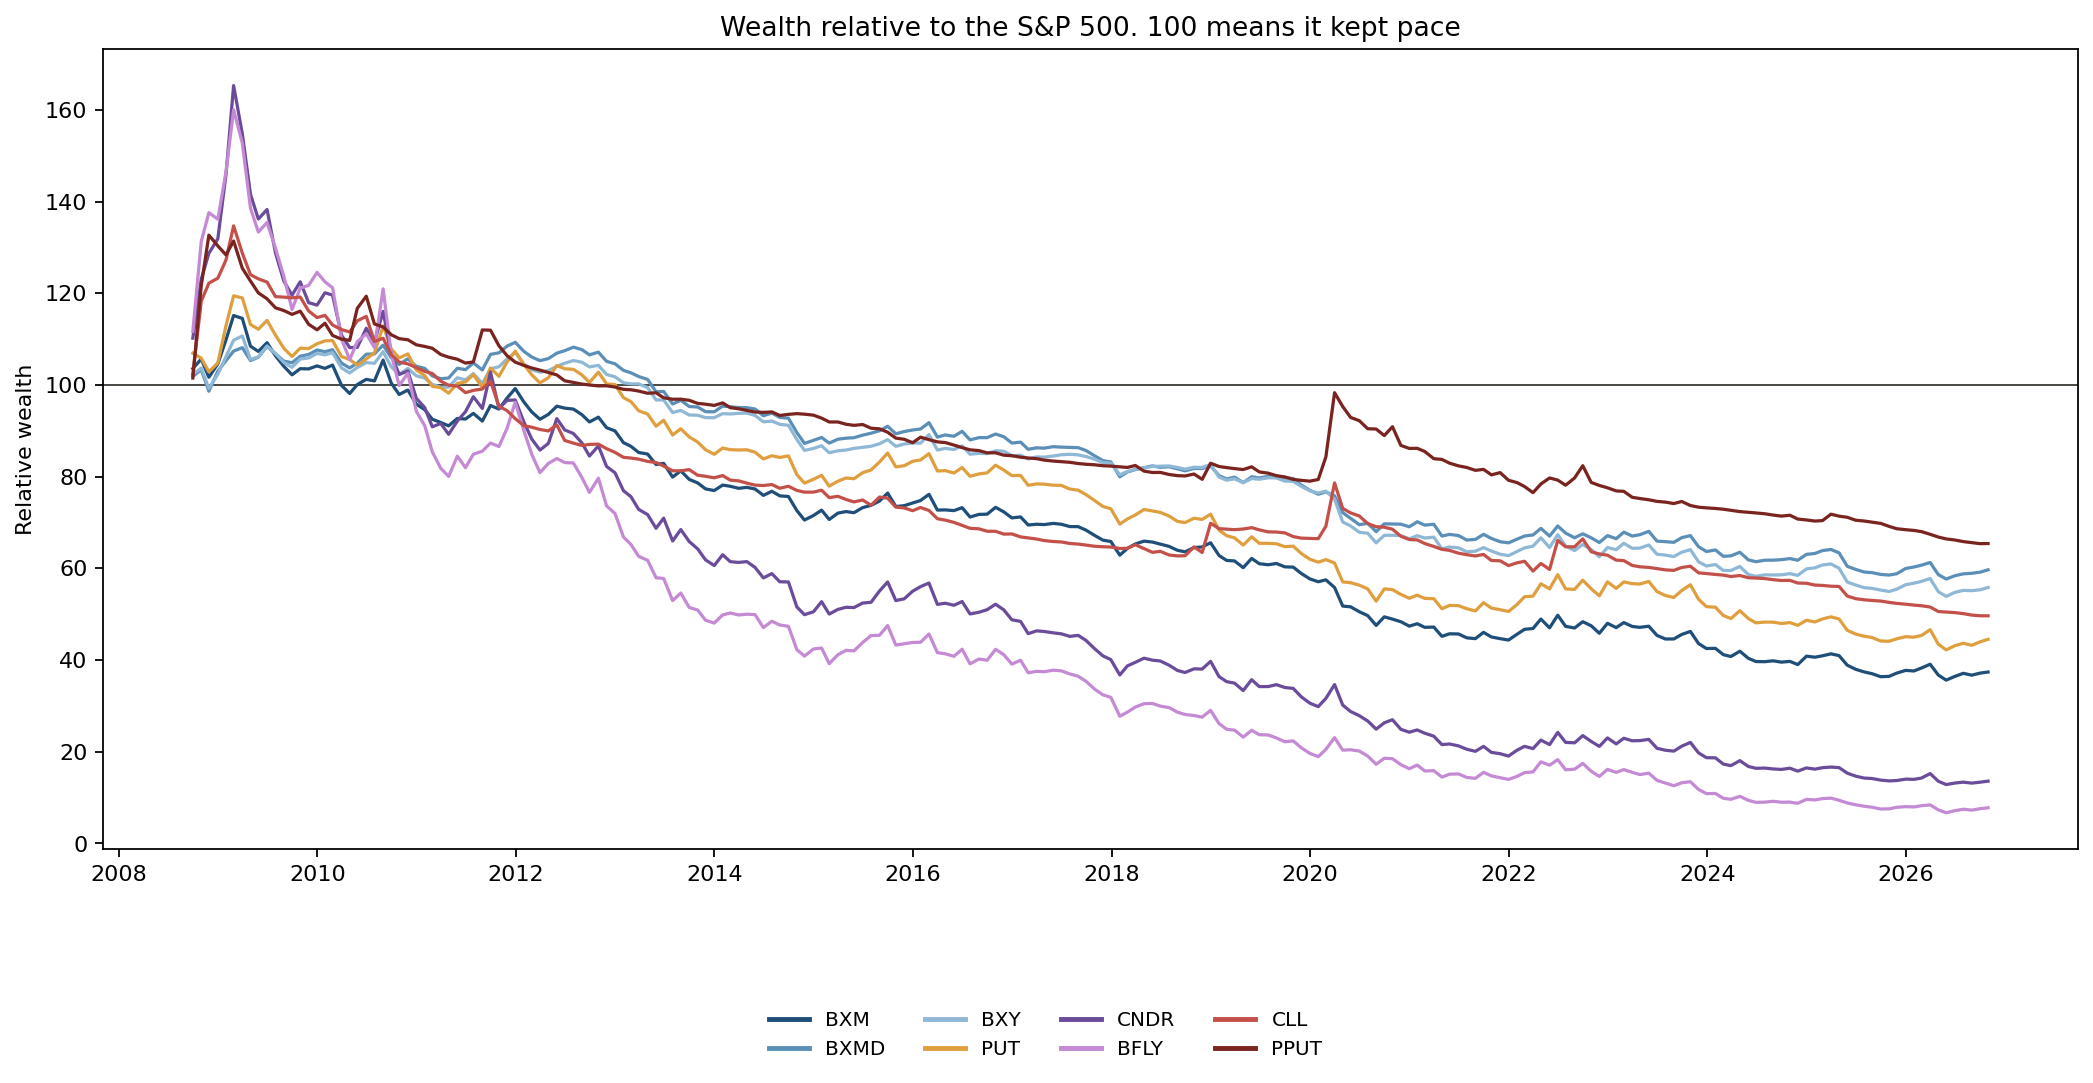 Wealth relative to the S&P 500. 100 means it kept pace
Relative wealth
160
140
120
100
80
60
40
20
0
2008 2010 2012 2014 2016 2018 2020 2022 2024 2026
BXM BXY CNDR CLL
BXMD PUT BFLY PPUT